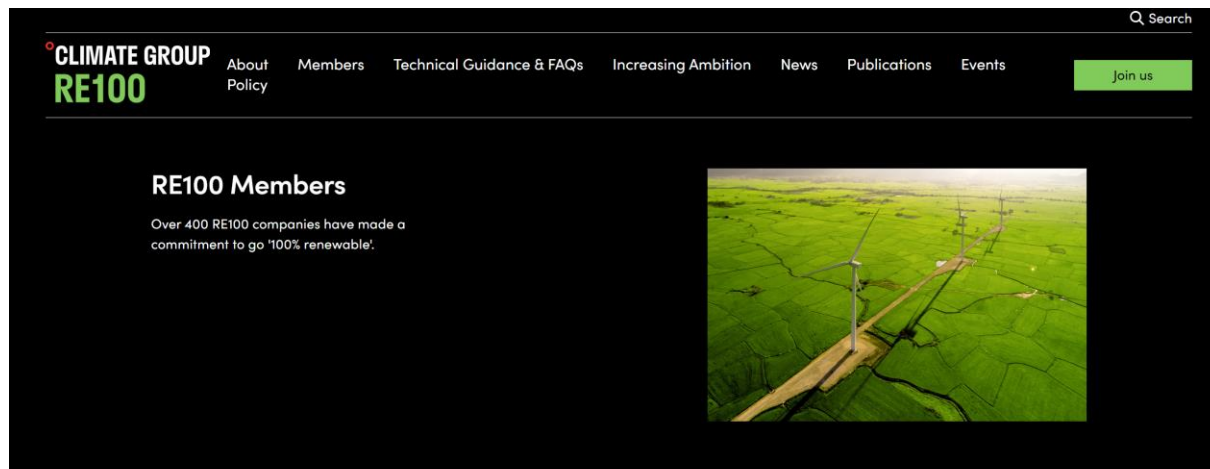 Search
°CLIMATE GROUP
RE100
About Members Technical Guidance & FAQs Increasing Ambition News Publications Events
Policy
Join us
RE100 Members
Over 400 RE100 companies have made a
commitment to go '100% renewable'.